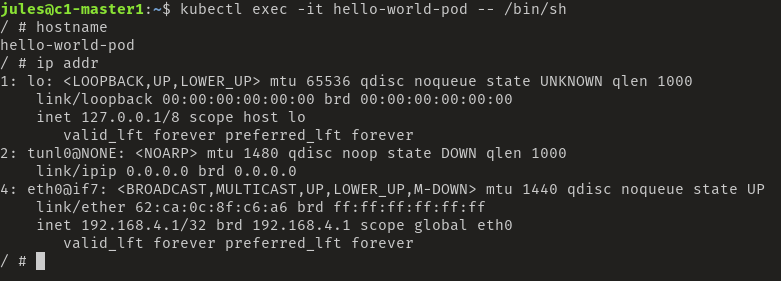 jules@c1-master1:~$ kubectl exec -it hello-world-pod -- /bin/sh
/ # hostname
hello-world-pod
/ # ip addr
1: lo: <LOOPBACK,UP,LOWER_UP> mtu 65536 qdisc noqueue state UNKNOWN qlen 1000
    link/loopback 00:00:00:00:00:00 brd 00:00:00:00:00:00
    inet 127.0.0.1/8 scope host lo
       valid_lft forever preferred_lft forever
2: tunl0@NONE: <NOARP> mtu 1480 qdisc noop state DOWN qlen 1000
    link/ipip 0.0.0.0 brd 0.0.0.0
4: eth0@if7: <BROADCAST,MULTICAST,UP,LOWER_UP,M-DOWN> mtu 1440 qdisc noqueue state UP
    link/ether 62:ca:0c:8f:c6:a6 brd ff:ff:ff:ff:ff:ff
    inet 192.168.4.1/32 brd 192.168.4.1 scope global eth0
       valid_lft forever preferred_lft forever
/ #